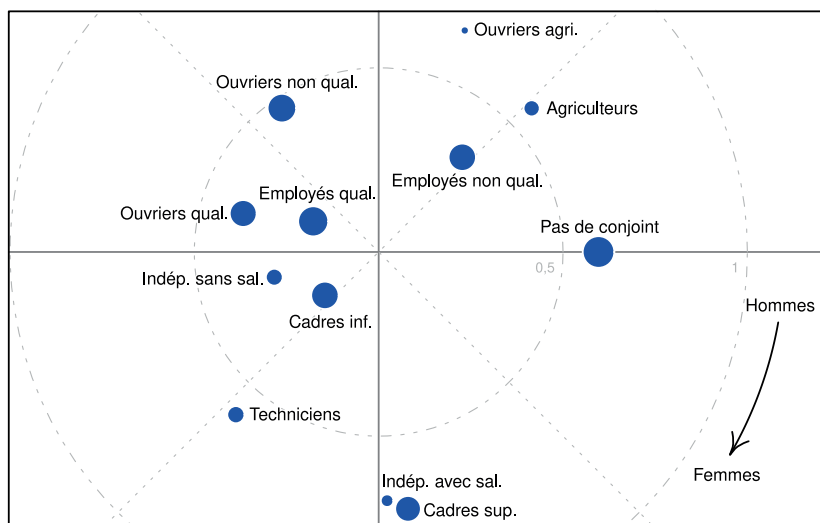 Ouvriers agri.
Ouvriers non qual.
Agriculteurs
Employés non qual.
Employés qual.
Ouvriers qual.
Pas de conjoint
0,5
1
Indép. sans sal.
Hommes
Cadres inf.
Techniciens
Femmes
Indép. avec sal.
Cadres sup.